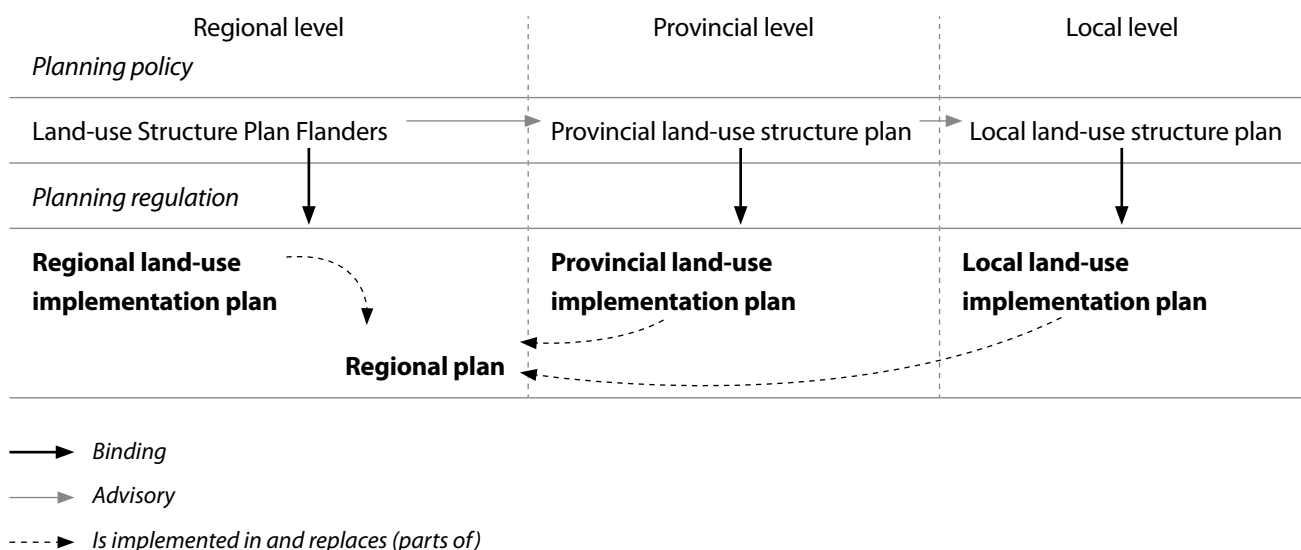 Regional level Provincial level Local level
Planning policy
Land-use Structure Plan Flanders Provincial land-use structure plan Local land-use structure plan
Planning regulation
Regional land-use Provincial land-use Local land-use
implementation plan implementation plan implementation plan
Regional plan
Binding
Advisory
Is implemented in and replaces (parts of)